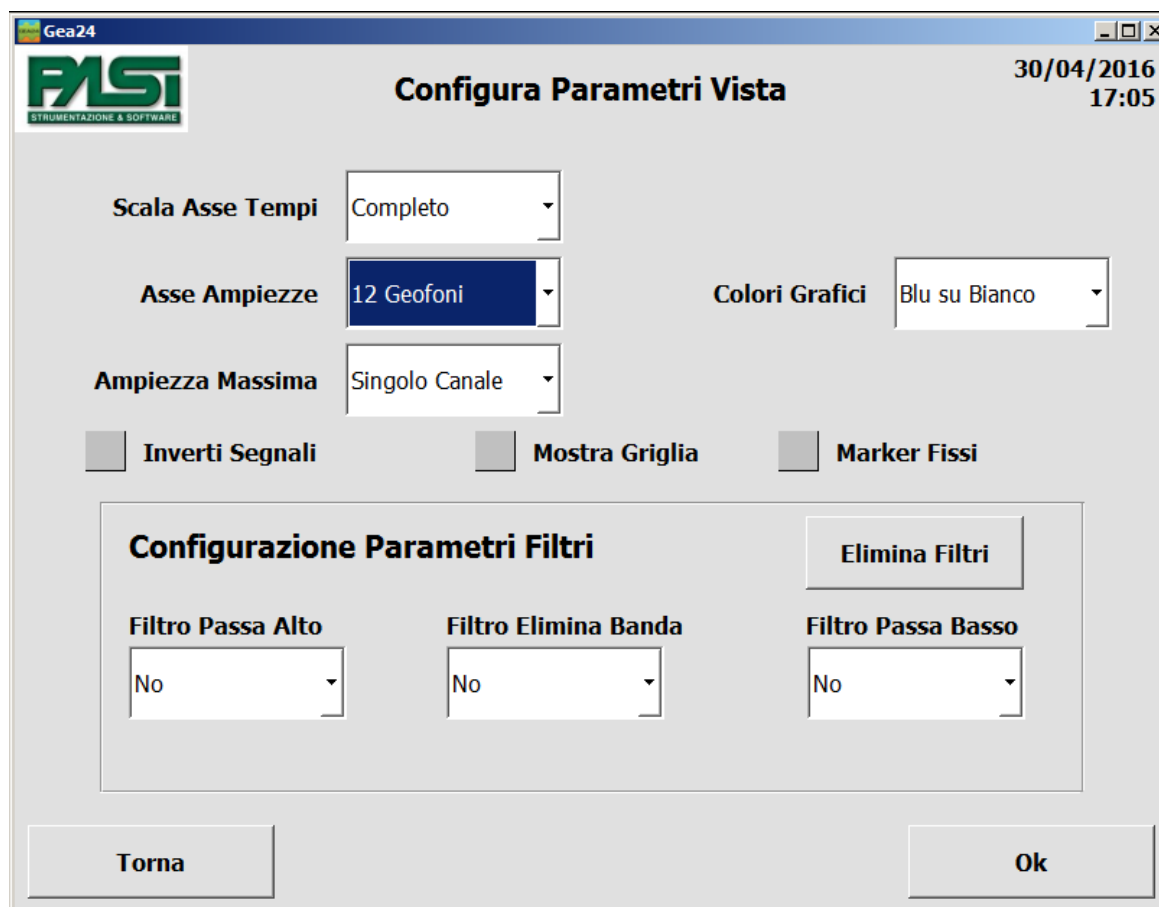 Gea24
PASI
STRUMENTAZIONE & SOFTWARE
Configura Parametri Vista
30/04/2016
17:05
Scala Asse Tempi Completo
Asse Ampiezze 12 Geofoni Colori Grafici Blu su Bianco
Ampiezza Massima Singolo Canale
Inverti Segnali Mostra Griglia Marker Fissi
Configurazione Parametri Filtri Elimina Filtri
Filtro Passa Alto Filtro Elimina Banda Filtro Passa Basso
No No No
Torna Ok